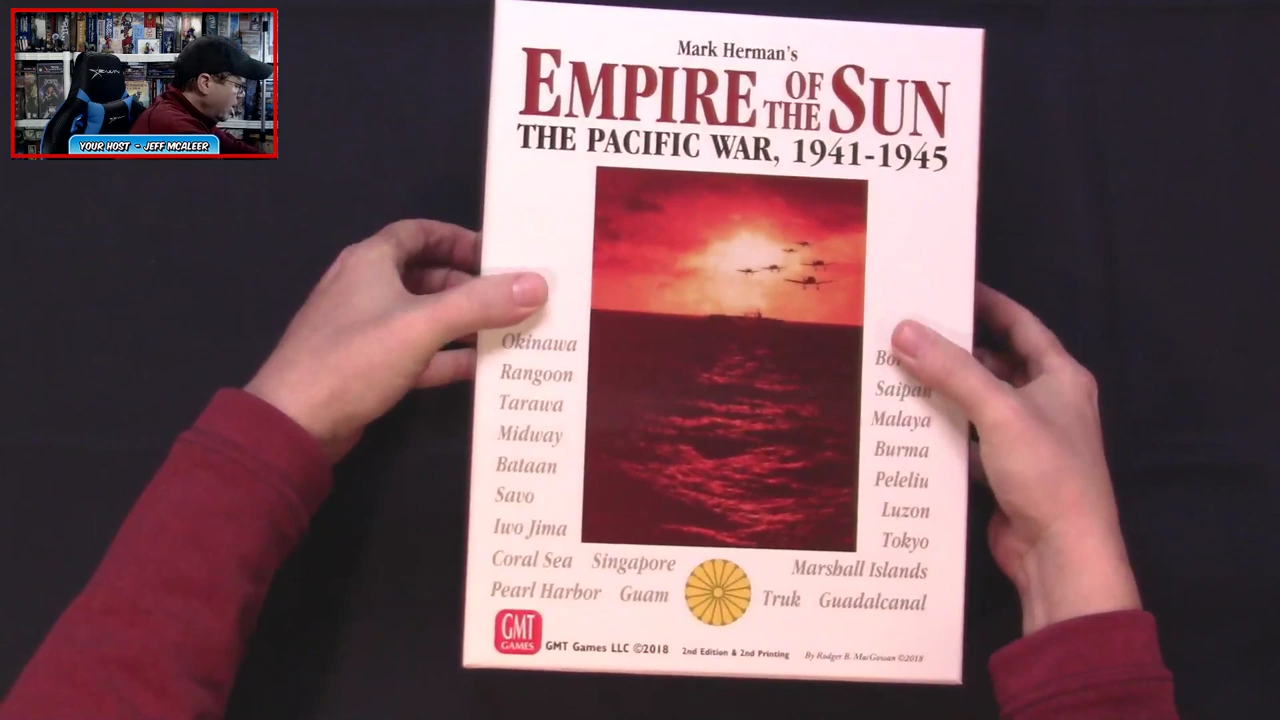 YOUR HOST - JEFF MCALEER
Mark Herman's
EMPIRE OF THE SUN
THE PACIFIC WAR, 1941-1945
Okinawa
Rangoon
Tarawa
Midway
Bataan
Savo
Iwo Jima
Coral Sea Singapore
Pearl Harbor Guam
Saipan
Malaya
Burma
Peleliu
Luzon
Tokyo
Marshall Islands
Truk Guadalcanal
GMT
GAMES
GMT Games LLC ©2018 2nd Edition & 2nd Printing By Rodger B. MacGowan ©2018